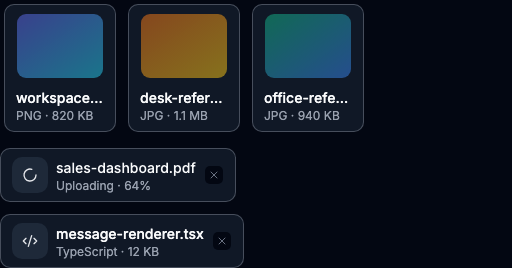 workspace...
PNG · 820 KB
desk-refer...
JPG · 1.1 MB
office-refe...
JPG · 940 KB
sales-dashboard.pdf
Uploading · 64%
message-renderer.tsx
TypeScript · 12 KB